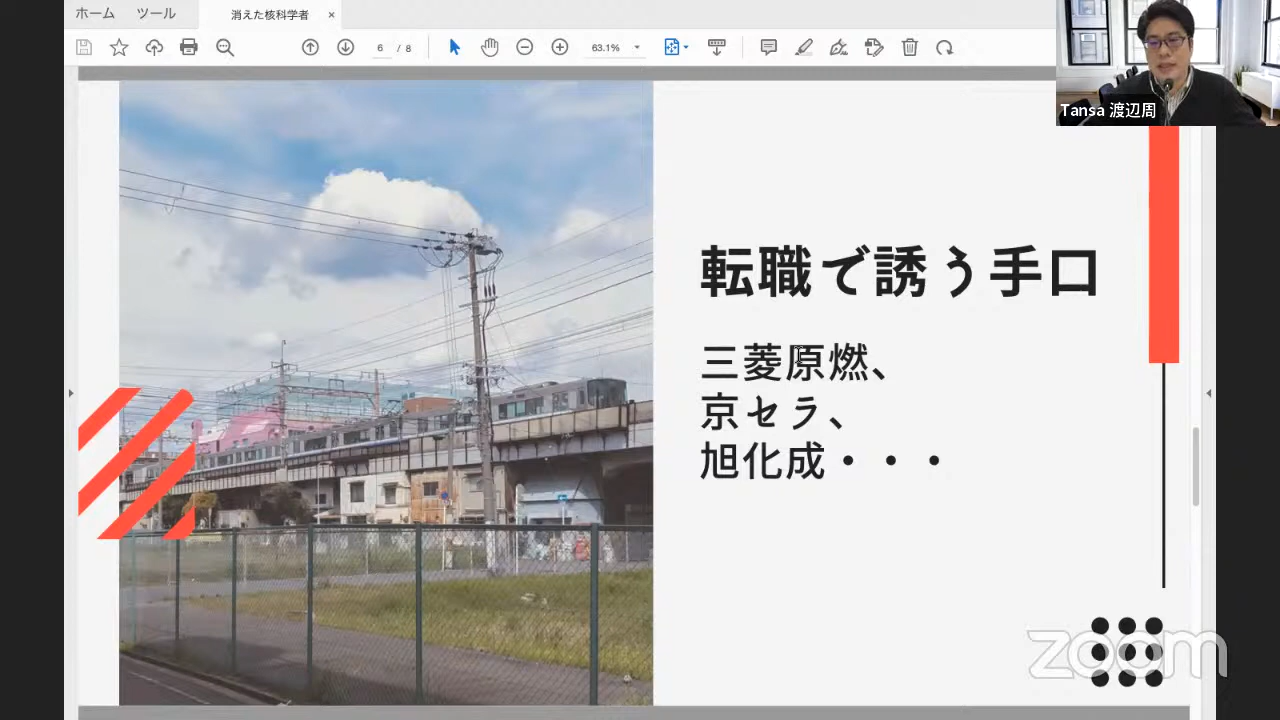 ホーム ツール 消えた核科学者 ×
6 / 8 63.1%
Tansa 渡辺周
転職で誘う手口
三菱原燃、
京セラ、
旭化成・・・
zoom